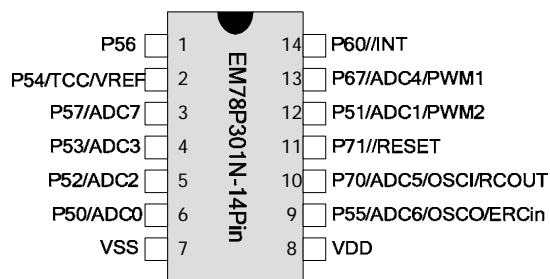 P56 1 14 P60//INT
P54/TCC/VREF 2 13 P67/ADC4/PWM1
P57/ADC7 3 12 P51/ADC1/PWM2
P53/ADC3 4 11 P71//RESET
P52/ADC2 5 10 P70/ADC5/OSCI/RCOUT
P50/ADC0 6 9 P55/ADC6/OSCO/ERCin
VSS 7 8 VDD
EM78P301N-14Pin